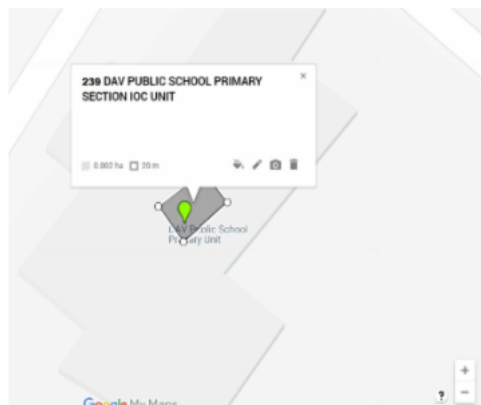 239 DAV PUBLIC SCHOOL PRIMARY
SECTION IOC UNIT
×
0.002 ha 20 m
DAV Public School
Primary Unit
+
?
−
Google My Maps